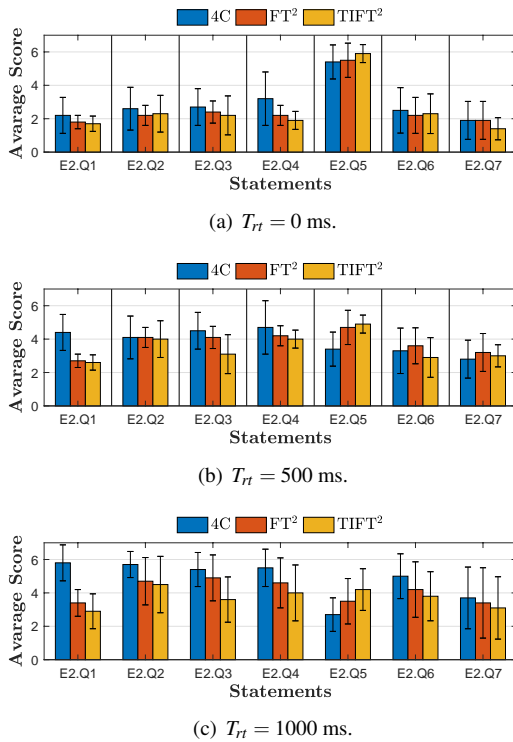 4C FT² TIFT²
Avarage Score
6
4
2
0
E2.Q1 E2.Q2 E2.Q3 E2.Q4 E2.Q5 E2.Q6 E2.Q7
Statements
(a) T_rt = 0 ms.
4C FT² TIFT²
Avarage Score
6
4
2
0
E2.Q1 E2.Q2 E2.Q3 E2.Q4 E2.Q5 E2.Q6 E2.Q7
Statements
(b) T_rt = 500 ms.
4C FT² TIFT²
Avarage Score
6
4
2
0
E2.Q1 E2.Q2 E2.Q3 E2.Q4 E2.Q5 E2.Q6 E2.Q7
Statements
(c) T_rt = 1000 ms.